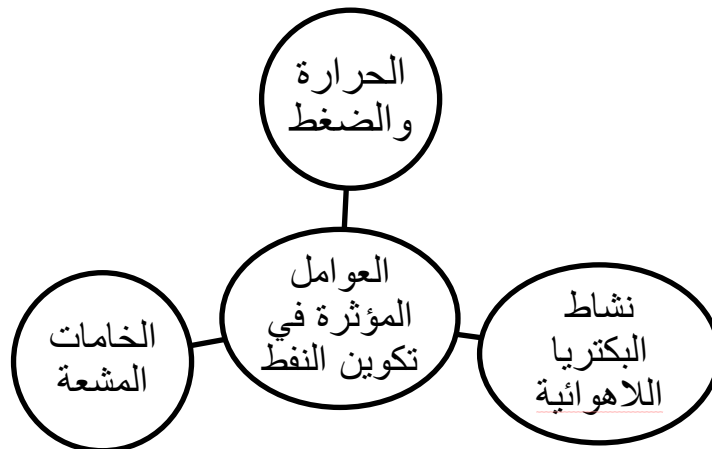 الحرارة
والضغط
العوامل
المؤثرة في
تكوين النفط
نشاط
البكتريا
اللاهوائية
الخامات
المشعة